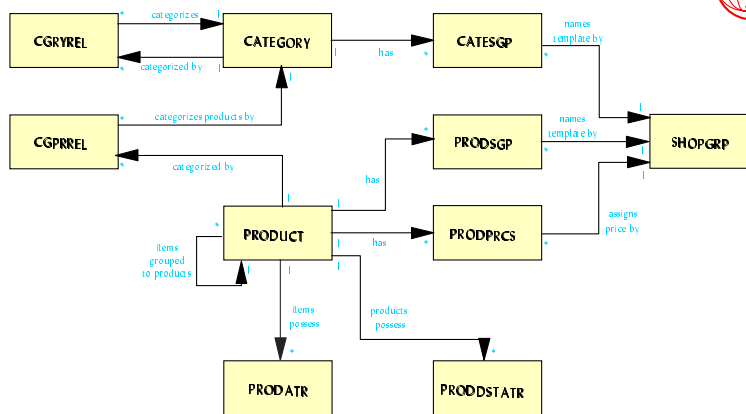 categorizes
names
template by
CGRYREL
CATEGORY
has
CATESGP
categorized by
categorizes products by
names
template by
CGPRREL
PRODSGP
SHOPGRP
categorized by
has
assigns
price by
PRODUCT
has
PRODPRCS
items
grouped
to products
items
possess
products
possess
PRODATR
PRODDSTATR